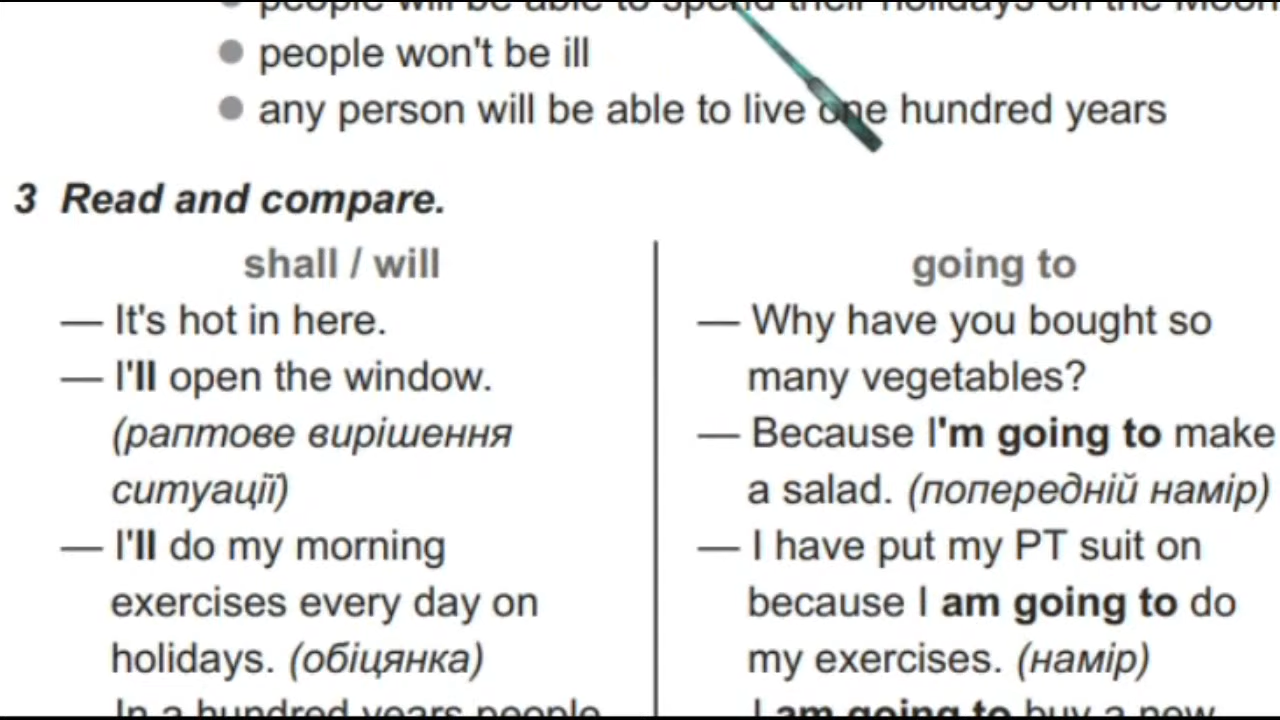 people will be able to spend their holidays on the Moon
people won't be ill
any person will be able to live one hundred years
3 Read and compare.
shall / will
— It's hot in here.
— I'll open the window.
(раптове вирішення
ситуації)
— I'll do my morning
exercises every day on
holidays. (обіцянка)
In a hundred years people
going to
— Why have you bought so
many vegetables?
— Because I'm going to make
a salad. (попередній намір)
— I have put my PT suit on
because I am going to do
my exercises. (намір)
I am going to buy a new